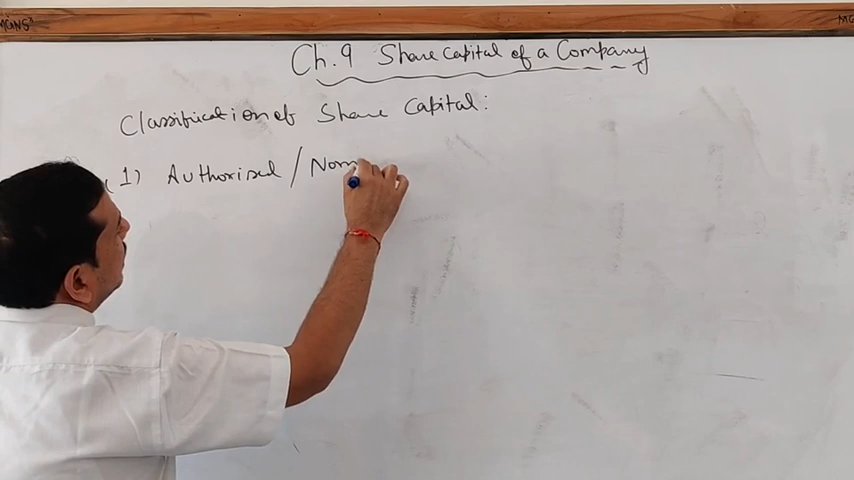 Ch.9 Share Capital of a Company
Classification of Share Capital:
(1) Authorised / Nom